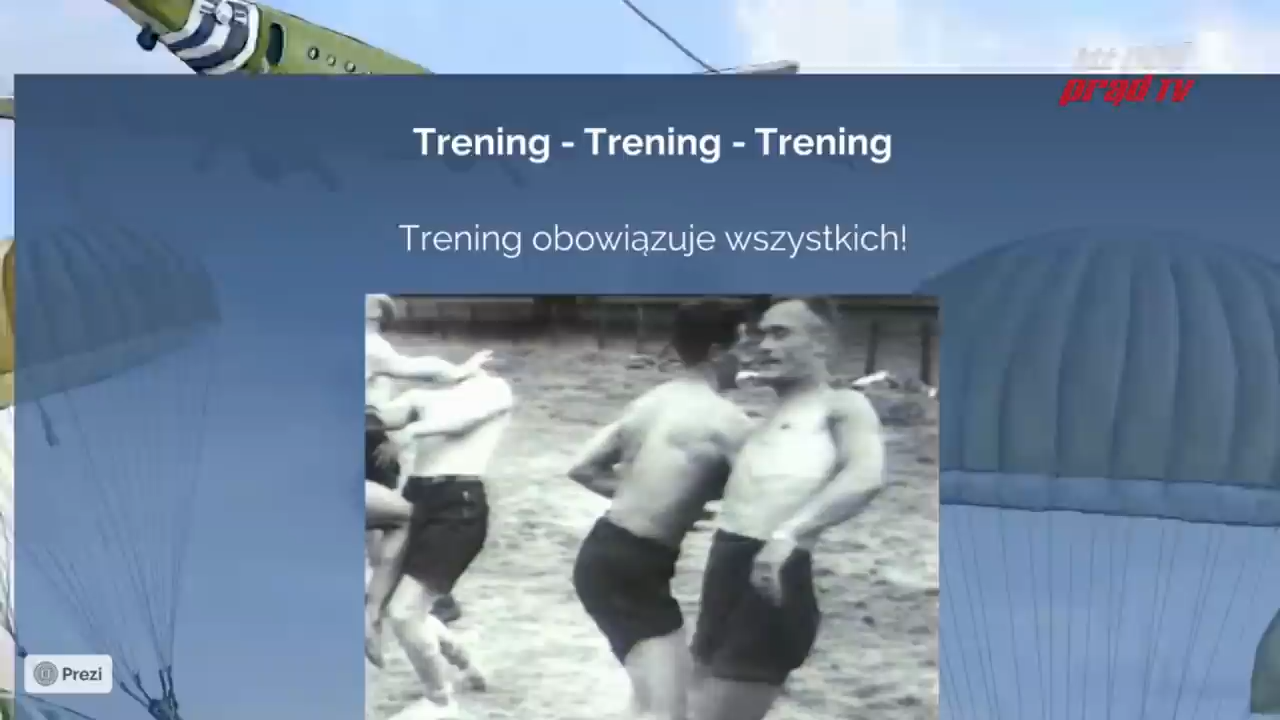 prąd TV
Trening - Trening - Trening
Trening obowiązuje wszystkich!
Prezi